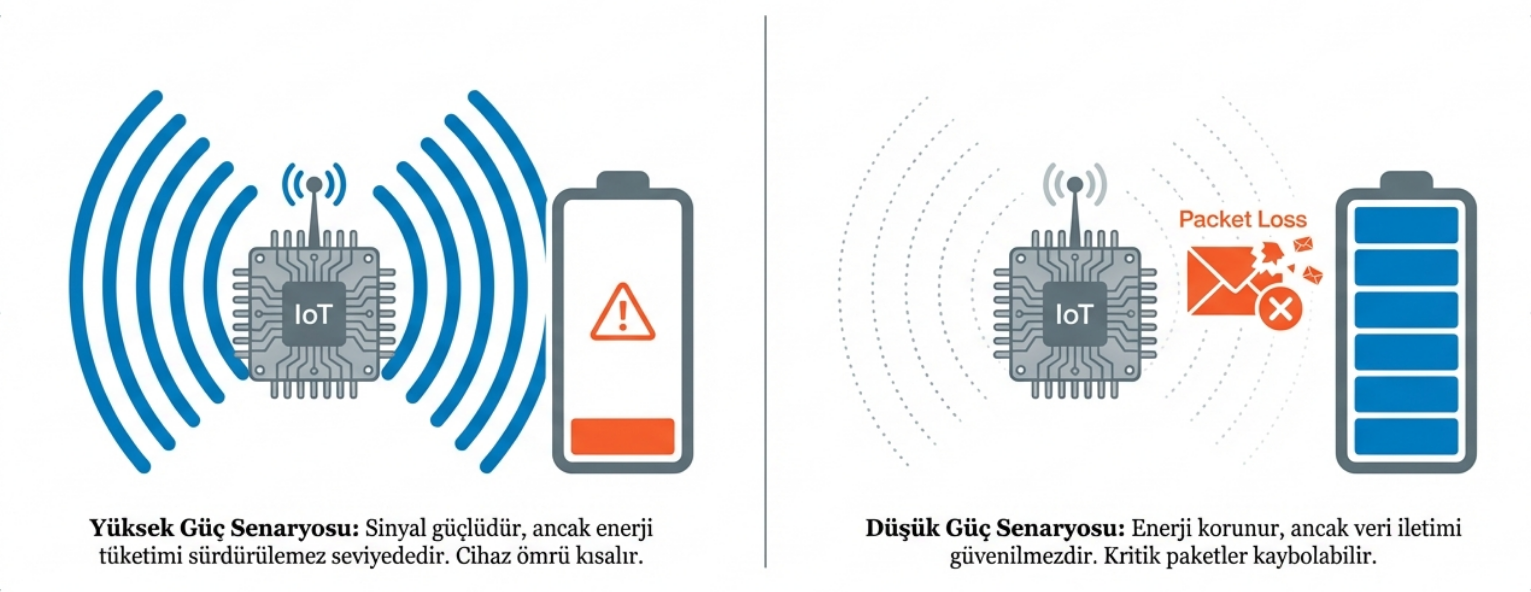 IoT
Yüksek Güç Senaryosu: Sinyal güçlüdür, ancak enerji
tüketimi sürdürülemez seviyededir. Cihaz ömrü kısalır.
Packet Loss
IoT
Düşük Güç Senaryosu: Enerji korunur, ancak veri iletimi
güvenilmezdir. Kritik paketler kaybolabilir.